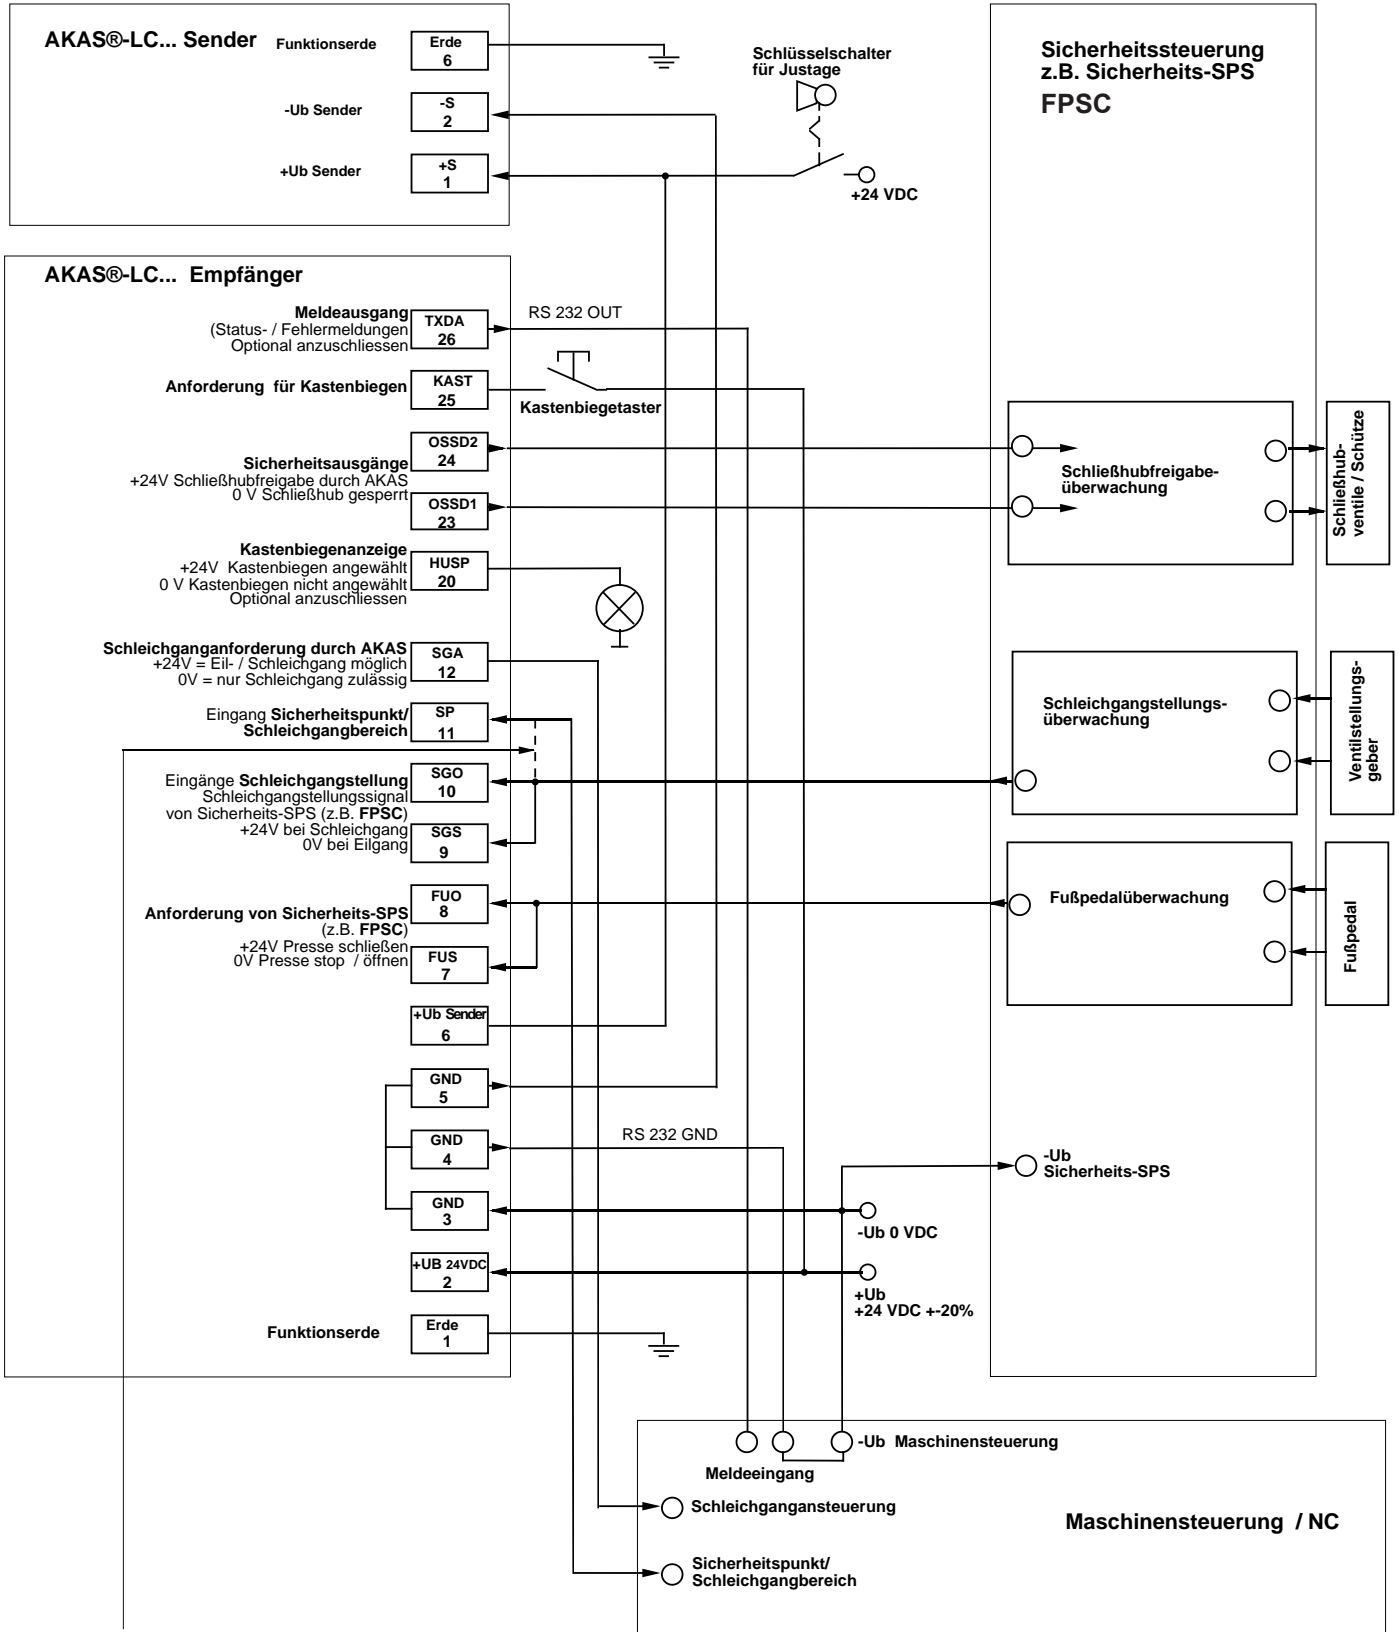 AKAS®-LC... Sender
Funktionserde
Erde
6
-Ub Sender
-S
2
+Ub Sender
+S
1
Schlüsselschalter
für Justage
+24 VDC
Sicherheitssteuerung
z.B. Sicherheits-SPS
FPSC
AKAS®-LC... Empfänger
Meldeausgang
(Status- / Fehlermeldungen
Optional anzuschliessen
TXDA
26
RS 232 OUT
Anforderung für Kastenbiegen
KAST
25
Kastenbiegetaster
Sicherheitsausgänge
+24V Schließhubfreigabe durch AKAS
0 V Schließhub gesperrt
OSSD2
24
OSSD1
23
Schließhubfreigabe-
überwachung
Schließhub-
ventile / Schütze
Kastenbiegenanzeige
+24V Kastenbiegen angewählt
0 V Kastenbiegen nicht angewählt
Optional anzuschliessen
HUSP
20
Schleichganganforderung durch AKAS
+24V = Eil- / Schleichgang möglich
0V = nur Schleichgang zulässig
SGA
12
Eingang Sicherheitspunkt/
Schleichgangbereich
SP
11
Schleichgangstellungs-
überwachung
Ventilstellungs-
geber
Eingänge Schleichgangstellung
Schleichgangstellungssignal
von Sicherheits-SPS (z.B. FPSC)
+24V bei Schleichgang
0V bei Eilgang
SGO
10
SGS
9
Anforderung von Sicherheits-SPS
(z.B. FPSC)
+24V Presse schließen
0V Presse stop / öffnen
FUO
8
FUS
7
Fußpedalüberwachung
Fußpedal
+Ub Sender
6
GND
5
GND
4
RS 232 GND
-Ub
Sicherheits-SPS
GND
3
-Ub 0 VDC
+UB 24VDC
2
+Ub
+24 VDC +-20%
Funktionserde
Erde
1
-Ub Maschinensteuerung
Meldeeingang
Schleichgangansteuerung
Maschinensteuerung / NC
Sicherheitspunkt/
Schleichgangbereich